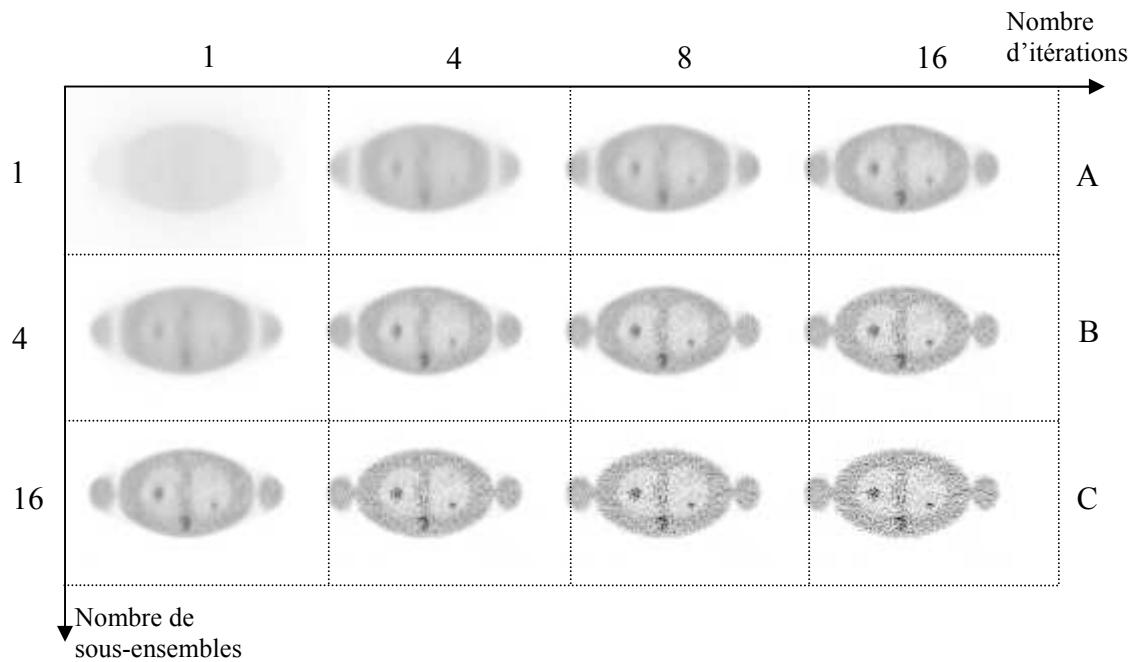 Nombre
d'itérations
1 4 8 16
1 A
4 B
16 C
Nombre de
sous-ensembles